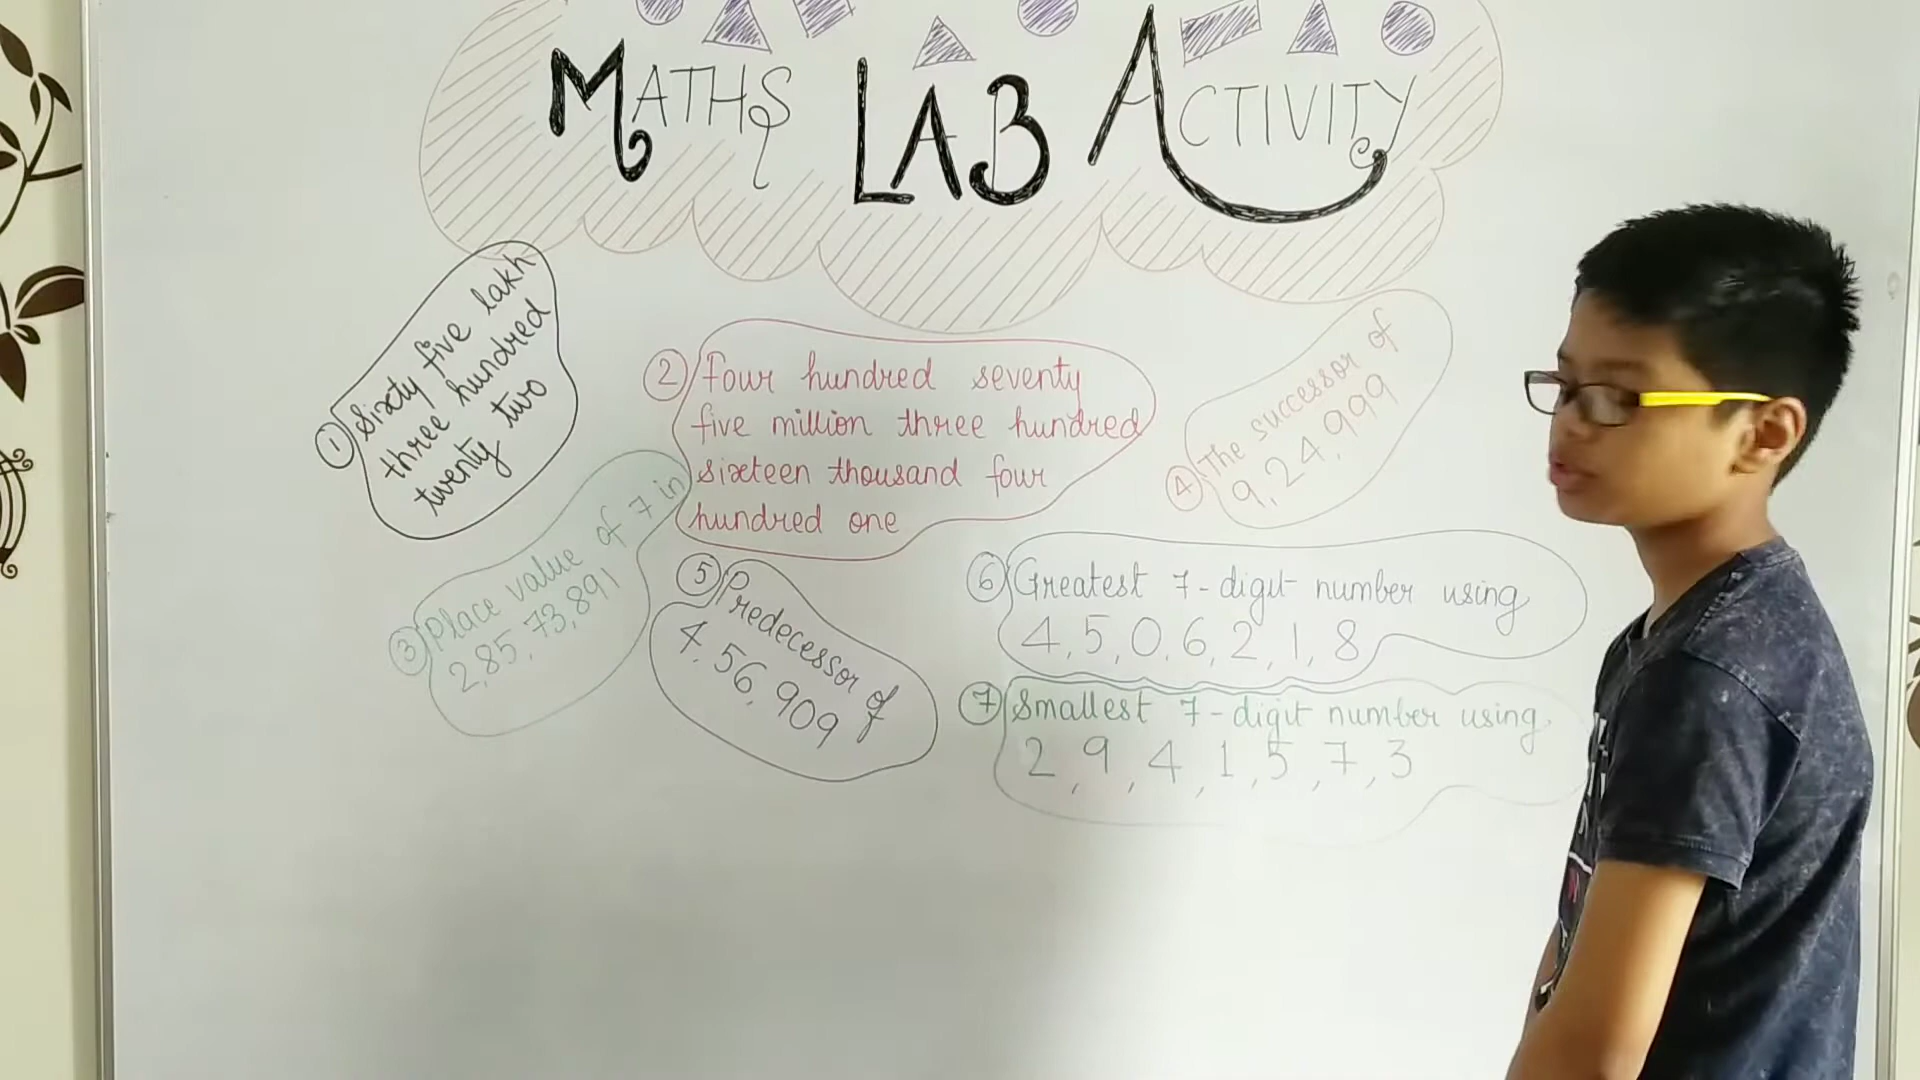 MATHS LAB ACTIVITY
① Sixty five lakh
three hundred
twenty two
② Four hundred seventy
five million three hundred
sixteen thousand four
hundred one
③ Place value of 7 in
2,85,73,891
④ The successor of
9,24,999
⑤ Predecessor of
4,56,909
⑥ Greatest 7-digit number using
4,5,0,6,2,1,8
⑦ Smallest 7-digit number using
2,9,4,1,5,7,3